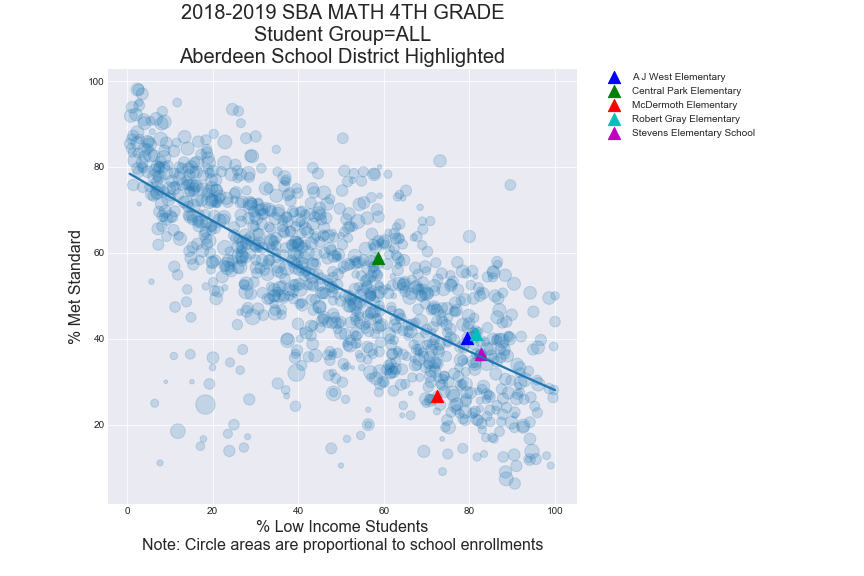 2018-2019 SBA MATH 4TH GRADE
Student Group=ALL
Aberdeen School District Highlighted
A J West Elementary
Central Park Elementary
McDermoth Elementary
Robert Gray Elementary
Stevens Elementary School
% Met Standard
100
80
60
40
20
0 20 40 60 80 100
% Low Income Students
Note: Circle areas are proportional to school enrollments